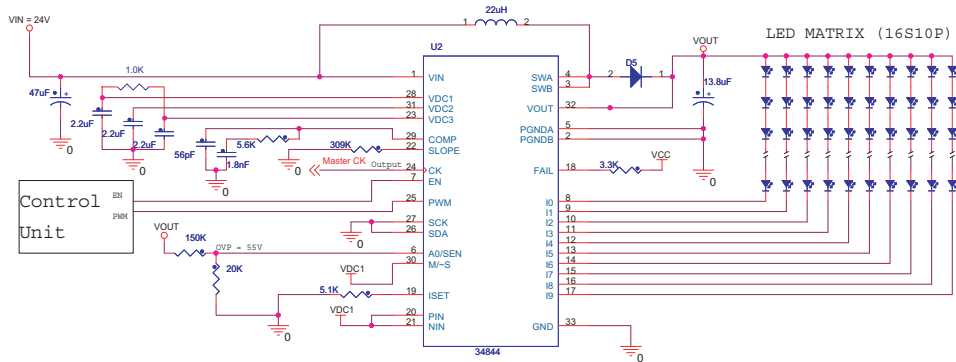 22uH
VIN = 24V
1
2
LED MATRIX (16S10P)
VOUT
U2
1.0K
D5
1 VIN
SWA 4
SWB 3
2
1
47uF
+
13.8uF
+
28 VDC1
31 VDC2
23 VDC3
VOUT 32
2.2uF
2.2uF
2.2uF
PGNDA 5
PGNDB 2
29 COMP
22 SLOPE
5.6K
309K
0
0
56pF
1.8nF
0
0
0
Master CK
Output
24 CK
7 EN
FAIL 18
3.3K
VCC
Control
Unit
EN
PWM
25 PWM
I0 8
I1 9
I2 10
I3 11
I4 12
I5 13
I6 14
I7 15
I8 16
I9 17
27 SCK
26 SDA
0
VOUT
150K
OVP = 55V
6 A0/SEN
30 M/~S
20K
VDC1
5.1K
19 ISET
VDC1
20 PIN
21 NIN
0
0
GND 33
0
34844